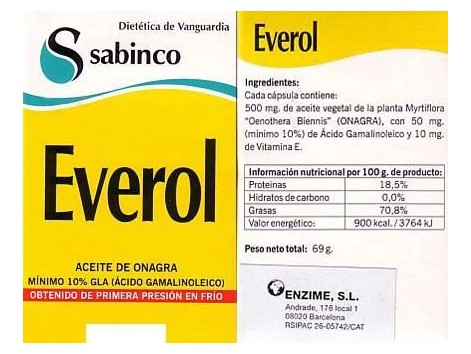 Dietética de Vanguardia
sabinco
Everol
ACEITE DE ONAGRA
MÍNIMO 10% GLA (ÁCIDO GAMALINOLEICO)
OBTENIDO DE PRIMERA PRESIÓN EN FRÍO
Everol
Ingredientes:
Cada cápsula contiene:
500 mg. de aceite vegetal de la planta Myrtiflora
"Oenothera Biennis" (ONAGRA), con 50 mg.
(mínimo 10%) de Ácido Gamalinoleico y 10 mg.
de Vitamina E.
Información nutricional por 100 g. de producto:
Proteinas 18,5%
Hidratos de carbono 0,0%
Grasas 70,8%
Valor energético: 900 kcal. / 3764 kJ
Peso neto total: 69 g.
ENZIME, S.L.
Andrade, 176 local 1
08020 Barcelona
RSIPAC 26-05742/CAT